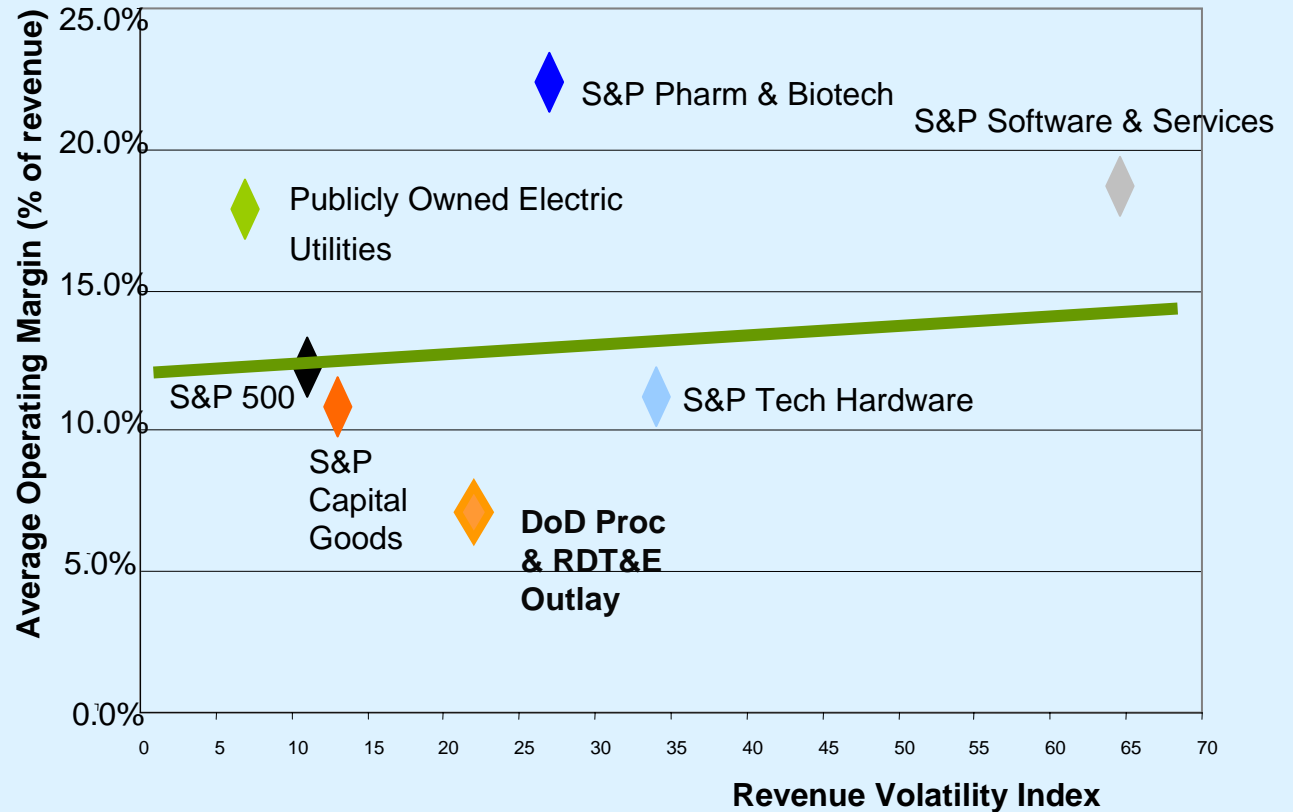 Average Operating Margin (% of revenue)
25.0%
20.0%
15.0%
10.0%
5.0%
0.0%
S&P Pharm & Biotech
S&P Software & Services
Publicly Owned Electric
Utilities
S&P 500
S&P Tech Hardware
S&P
Capital
Goods
DoD Proc
& RDT&E
Outlay
0 5 10 15 20 25 30 35 40 45 50 55 60 65 70
Revenue Volatility Index